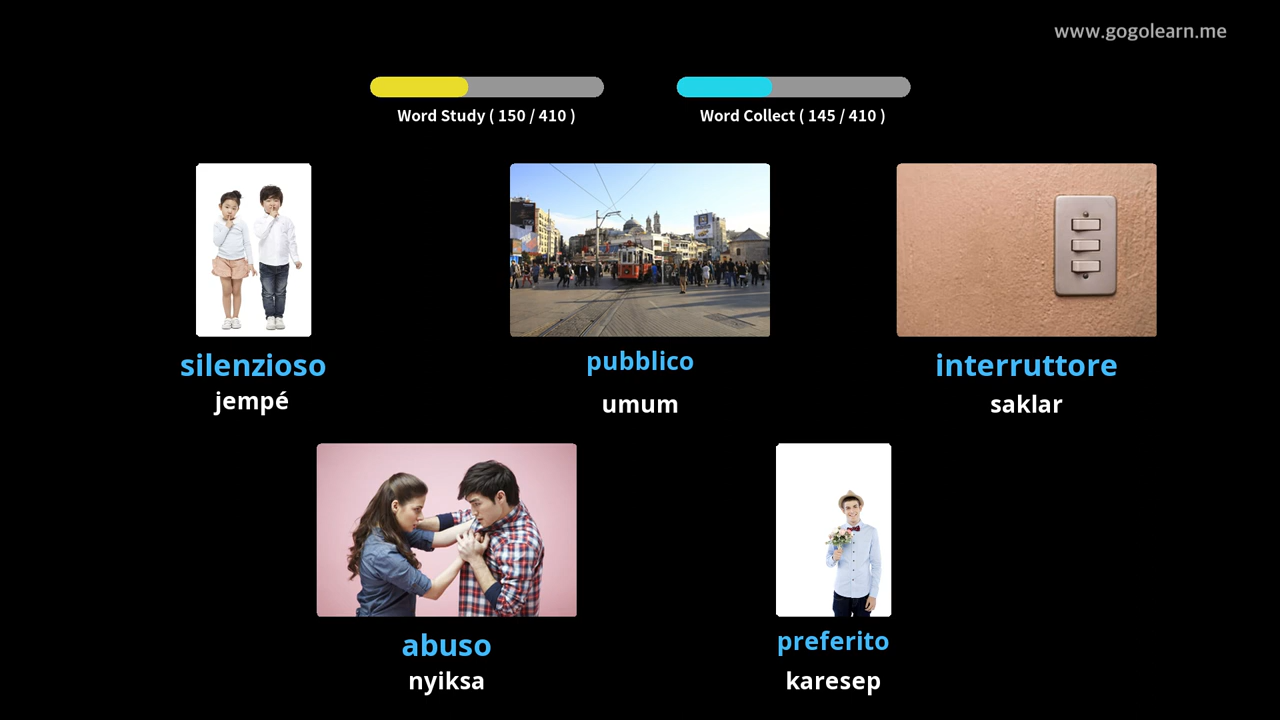 www.gogolearn.me
Word Study ( 150 / 410 )
Word Collect ( 145 / 410 )
silenzioso
jempé
pubblico
umum
interruttore
saklar
abuso
nyiksa
preferito
karesep